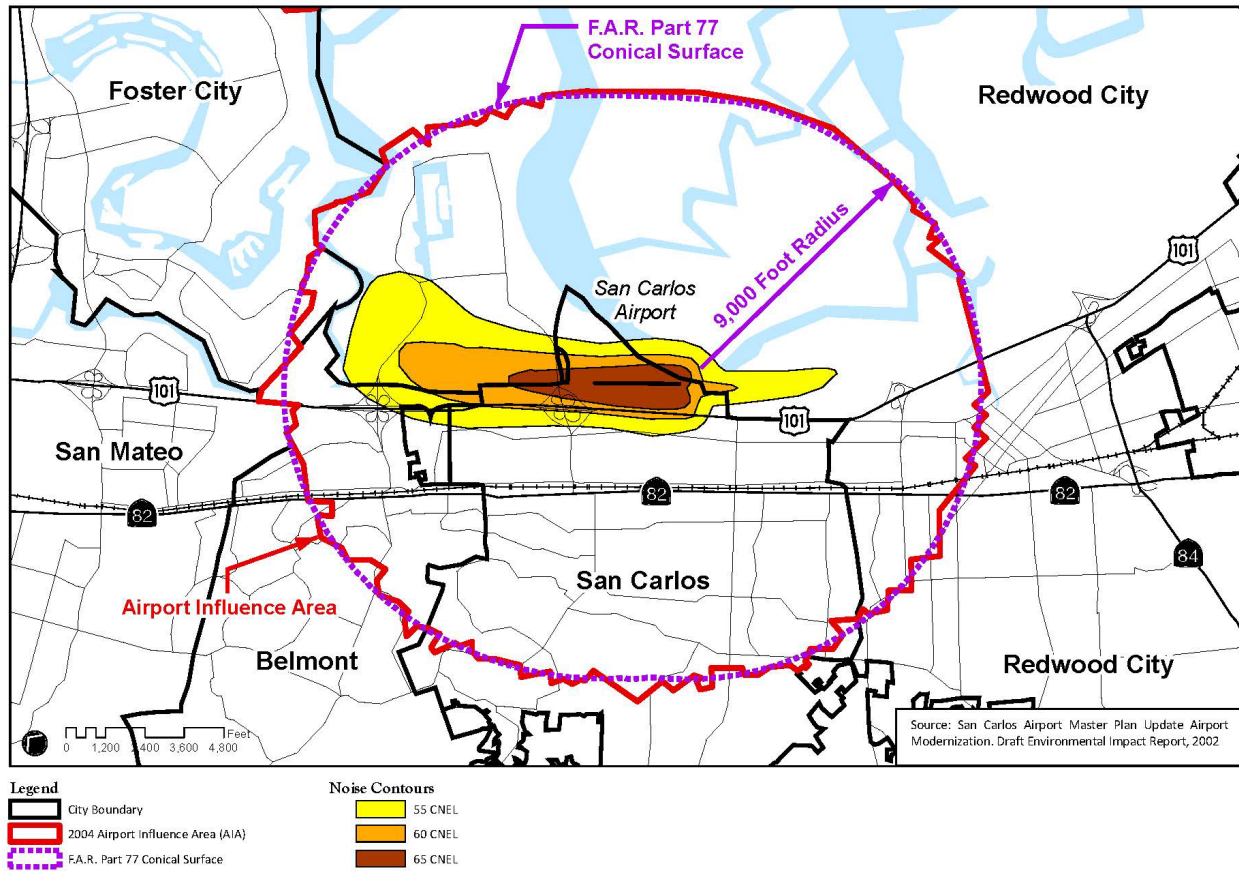 F.A.R. Part 77
Conical Surface
Foster City
Redwood City
101
9,000 Foot Radius
San Carlos
Airport
101
101
San Mateo
82
82
82
84
San Carlos
Airport Influence Area
Belmont
Redwood City
Feet
0 1,200 2,400 3,600 4,800
Source: San Carlos Airport Master Plan Update Airport
Modernization. Draft Environmental Impact Report, 2002
Legend
City Boundary
2004 Airport Influence Area (AIA)
F.A.R. Part 77 Conical Surface
Noise Contours
55 CNEL
60 CNEL
65 CNEL